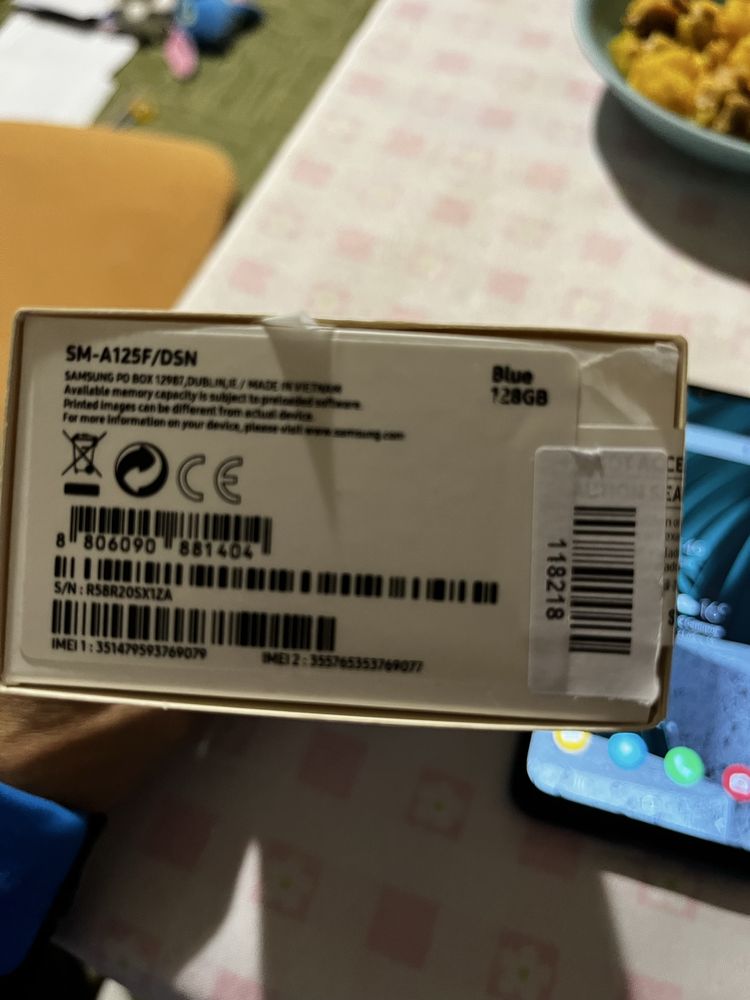 SM-A125F/DSN
SAMSUNG PO BOX 12987,DUBLIN,IE / MADE IN VIETNAM
Available memory capacity is subject to preloaded software.
Printed images can be different from actual device.
For more information on your device, please visit www.samsung.com
Blue
128GB
CE
8 806090 881404
S/N : R58R205X1ZA
IMEI 1 : 351479593769079
IMEI 2 : 355765353769077
118218